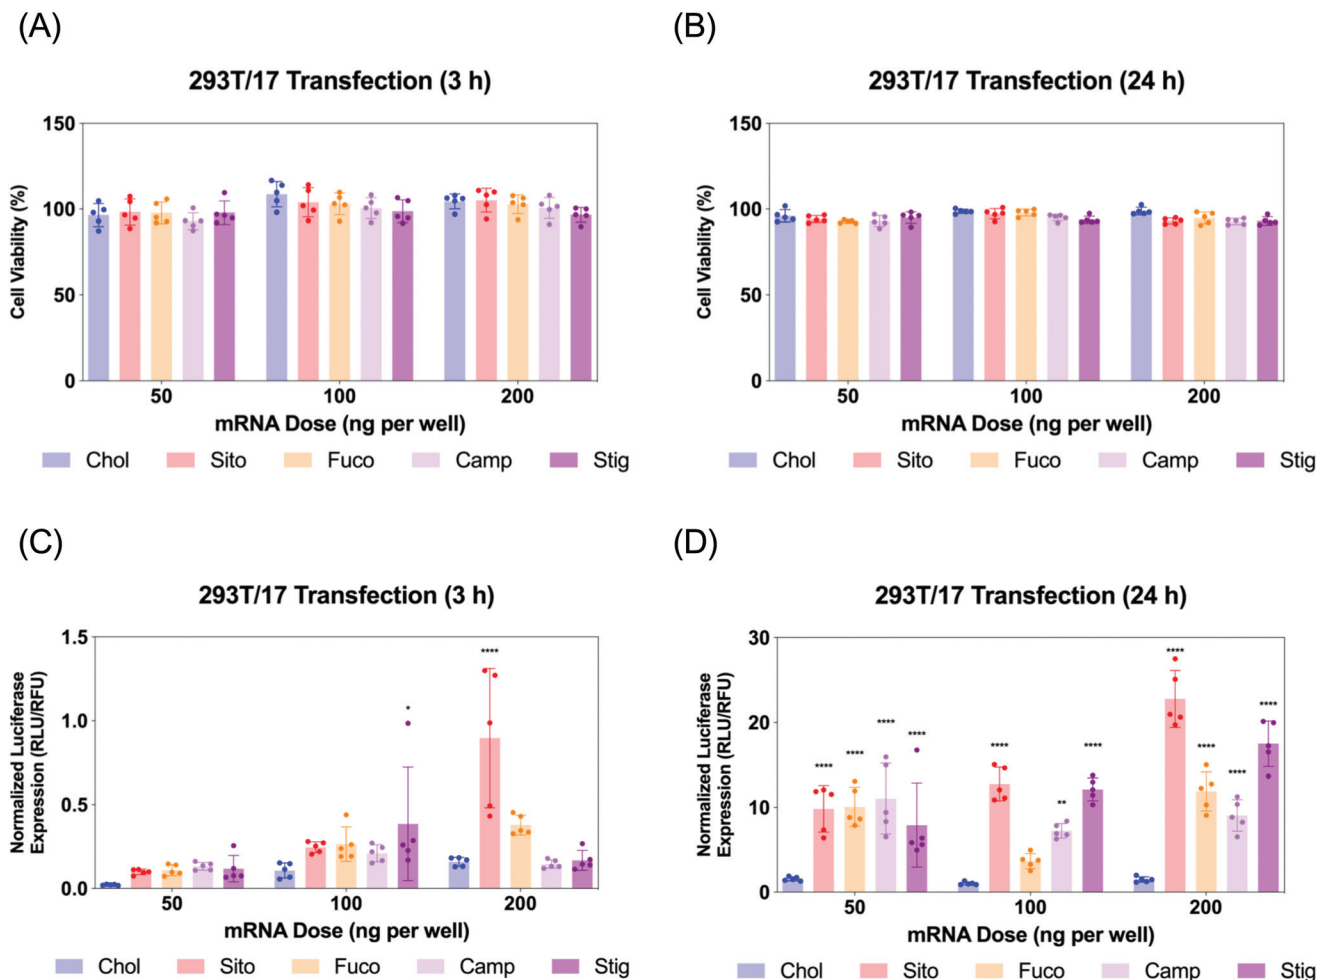 (A)
293T/17 Transfection (3 h)
Cell Viability (%)
150
100
50
0
50 100 200
mRNA Dose (ng per well)
Chol Sito Fuco Camp Stig
(B)
293T/17 Transfection (24 h)
Cell Viability (%)
150
100
50
0
50 100 200
mRNA Dose (ng per well)
Chol Sito Fuco Camp Stig
(C)
293T/17 Transfection (3 h)
Normalized Luciferase
Expression (RLU/RFU)
1.5
1.0
0.5
0.0
*
****
50 100 200
mRNA Dose (ng per well)
Chol Sito Fuco Camp Stig
(D)
293T/17 Transfection (24 h)
Normalized Luciferase
Expression (RLU/RFU)
30
20
10
0
**** **** **** ****
**** ** ****
**** **** **** ****
50 100 200
mRNA Dose (ng per well)
Chol Sito Fuco Camp Stig